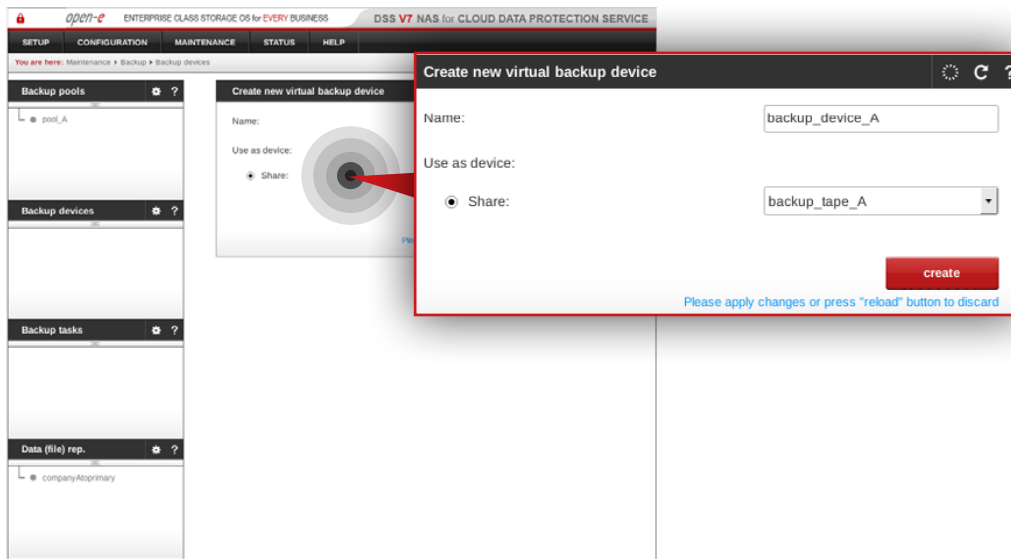 open-e ENTERPRISE CLASS STORAGE OS for EVERY BUSINESS DSS V7 NAS for CLOUD DATA PROTECTION SERVICE
SETUP CONFIGURATION MAINTENANCE STATUS HELP
You are here: Maintenance Backup Backup devices
Backup pools ?
pool_A
Backup devices ?
Backup tasks ?
Data (file) rep. ?
companyAtoprimary
Create new virtual backup device
Name:
Use as device:
Share:
Create new virtual backup device ?
Name: backup_device_A
Use as device:
Share: backup_tape_A
create
Please apply changes or press "reload" button to discard